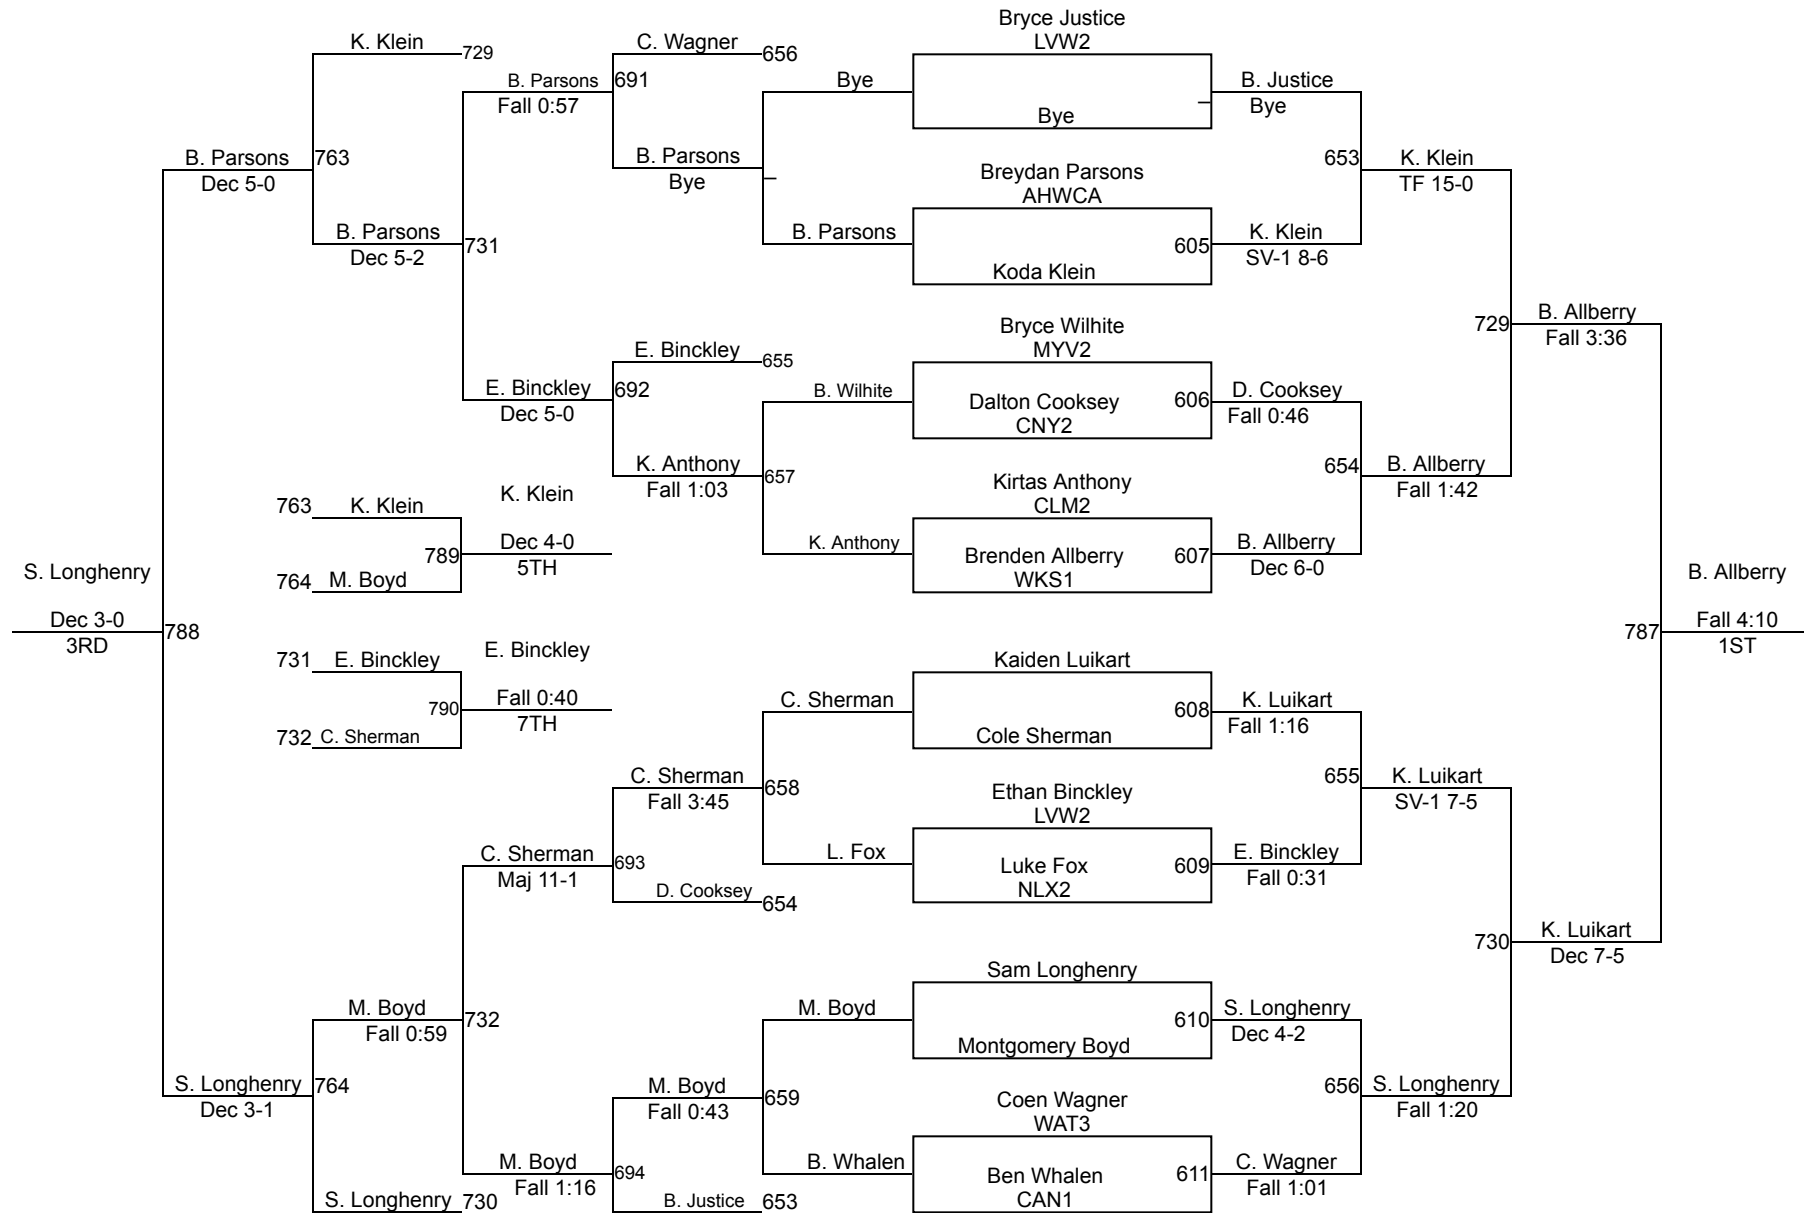 Bryce Justice
K. Klein
C. Wagner
LVW2
729
656
B. Parsons
691
Bye
B. Justice
Fall 0:57
Bye
Bye
B. Parsons
763
B. Parsons
Breydan Parsons
653
K. Klein
Dec 5-0
Bye
AHWCA
TF 15-0
B. Parsons
731
B. Parsons
605
K. Klein
Dec 5-2
Koda Klein
SV-1 8-6
Bryce Wilhite
729
B. Allberry
E. Binckley
655
MYV2
Fall 3:36
E. Binckley
692
B. Wilhite
Dalton Cooksey
606
D. Cooksey
Dec 5-0
CNY2
Fall 0:46
K. Anthony
657
Kirtas Anthony
654
B. Allberry
Fall 1:03
CLM2
Fall 1:42
763
K. Klein
K. Klein
789
Dec 4-0
K. Anthony
Brenden Allberry
607
B. Allberry
5TH
WKS1
Dec 6-0
S. Longhenry
764
M. Boyd
B. Allberry
Dec 3-0
788
787
Fall 4:10
3RD
1ST
731
E. Binckley
E. Binckley
Kaiden Luikart
790
Fall 0:40
C. Sherman
608
K. Luikart
7TH
Fall 1:16
732
C. Sherman
Cole Sherman
C. Sherman
658
Ethan Binckley
655
K. Luikart
Fall 3:45
LVW2
SV-1 7-5
C. Sherman
693
L. Fox
Luke Fox
609
E. Binckley
Maj 11-1
NLX2
Fall 0:31
D. Cooksey
654
730
K. Luikart
Dec 7-5
Sam Longhenry
M. Boyd
732
M. Boyd
610
S. Longhenry
Fall 0:59
Montgomery Boyd
Dec 4-2
S. Longhenry
764
M. Boyd
659
Coen Wagner
656
S. Longhenry
Dec 3-1
Fall 0:43
WAT3
Fall 1:20
M. Boyd
694
B. Whalen
Ben Whalen
611
C. Wagner
Fall 1:16
CAN1
Fall 1:01
S. Longhenry
730
B. Justice
653